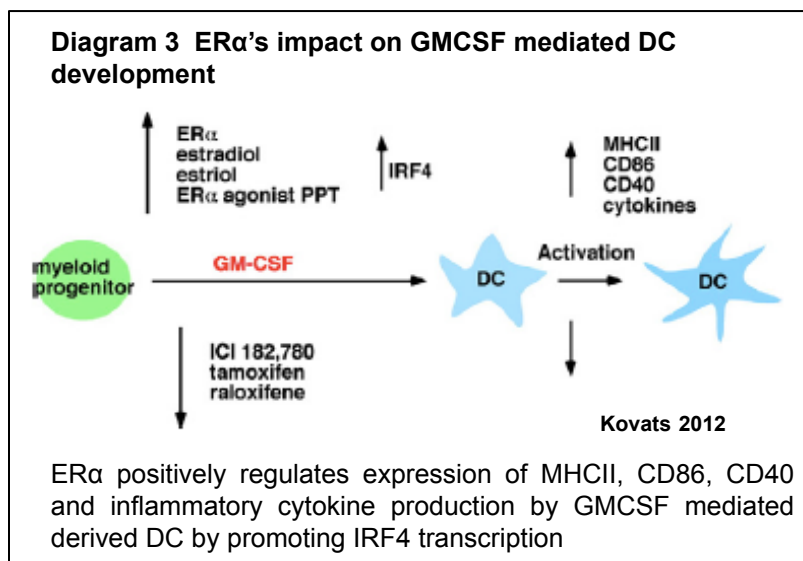 Diagram 3 ERα's impact on GMCSF mediated DC
development
ERα
estradiol
estriol
ERα agonist PPT
IRF4
MHCII
CD86
CD40
cytokines
myeloid
progenitor
GM-CSF
DC
Activation
DC
ICI 182,780
tamoxifen
raloxifene
Kovats 2012
ERα positively regulates expression of MHCII, CD86, CD40
and inflammatory cytokine production by GMCSF mediated
derived DC by promoting IRF4 transcription